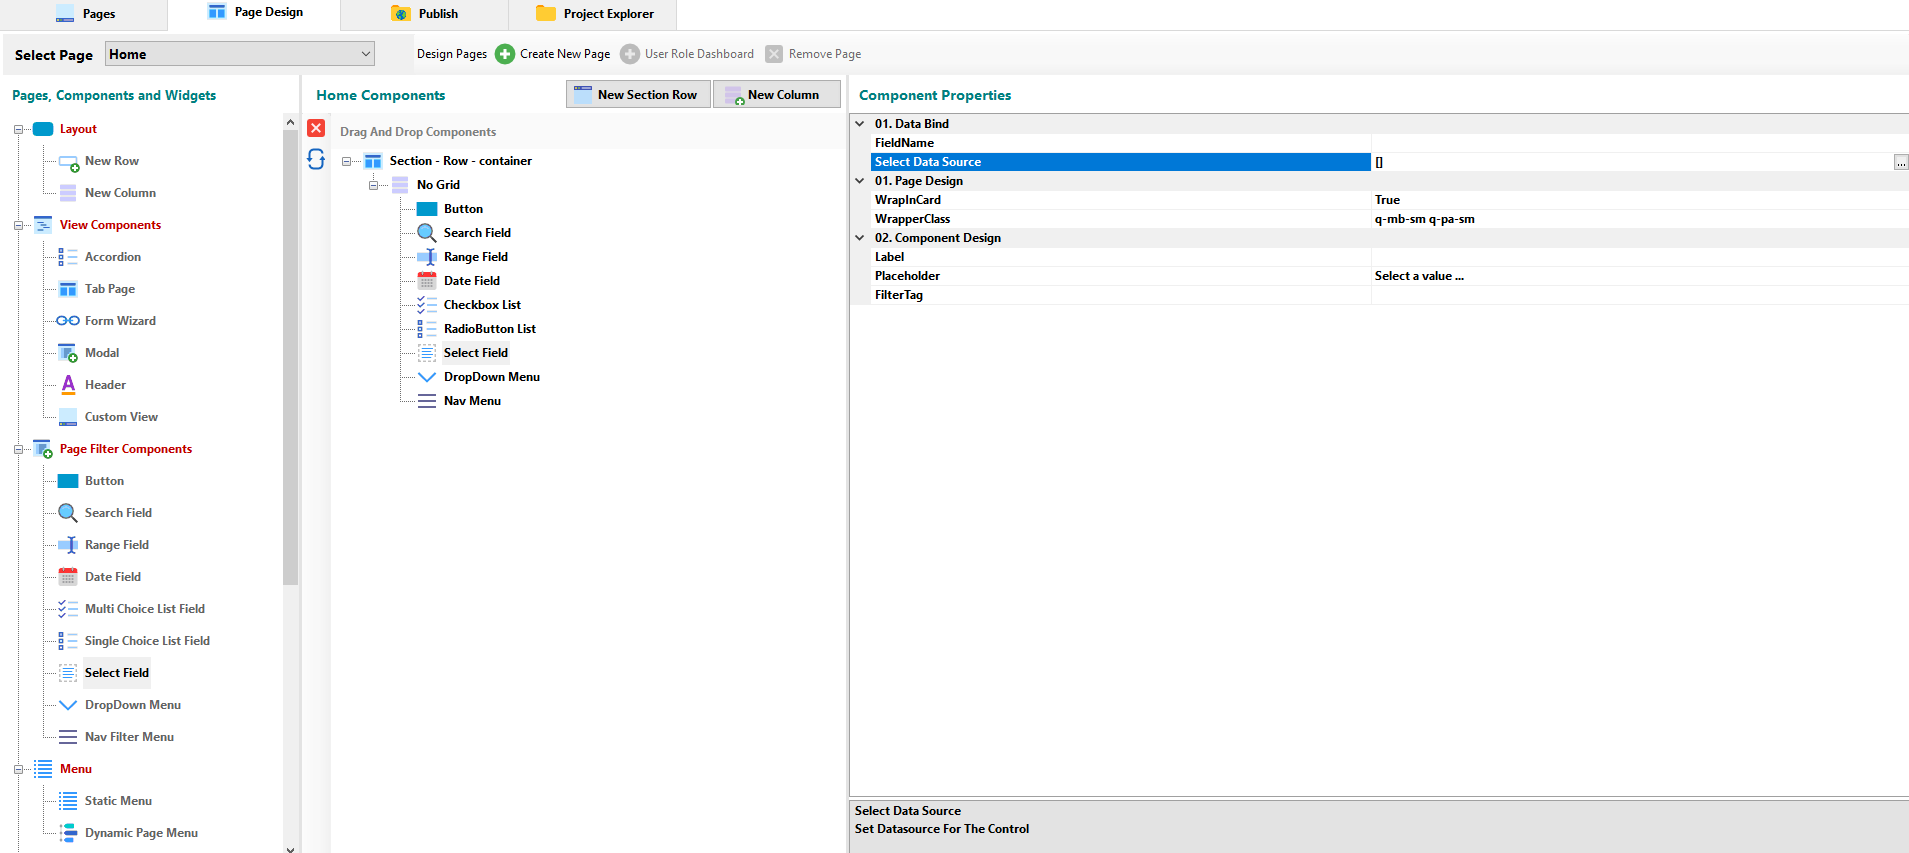 Pages
Page Design
Publish
Project Explorer
Select Page
Home
Design Pages
Create New Page
User Role Dashboard
Remove Page
Pages, Components and Widgets
Layout
New Row
New Column
View Components
Accordion
Tab Page
Form Wizard
Modal
Header
Custom View
Page Filter Components
Button
Search Field
Range Field
Date Field
Multi Choice List Field
Single Choice List Field
Select Field
DropDown Menu
Nav Filter Menu
Menu
Static Menu
Dynamic Page Menu
Home Components
New Section Row
New Column
Drag And Drop Components
Section - Row - container
No Grid
Button
Search Field
Range Field
Date Field
Checkbox List
RadioButton List
Select Field
DropDown Menu
Nav Menu
Component Properties
01. Data Bind
FieldName
Select Data Source []
...
01. Page Design
WrapInCard True
WrapperClass q-mb-sm q-pa-sm
02. Component Design
Label
Placeholder Select a value ...
FilterTag
Select Data Source
Set Datasource For The Control